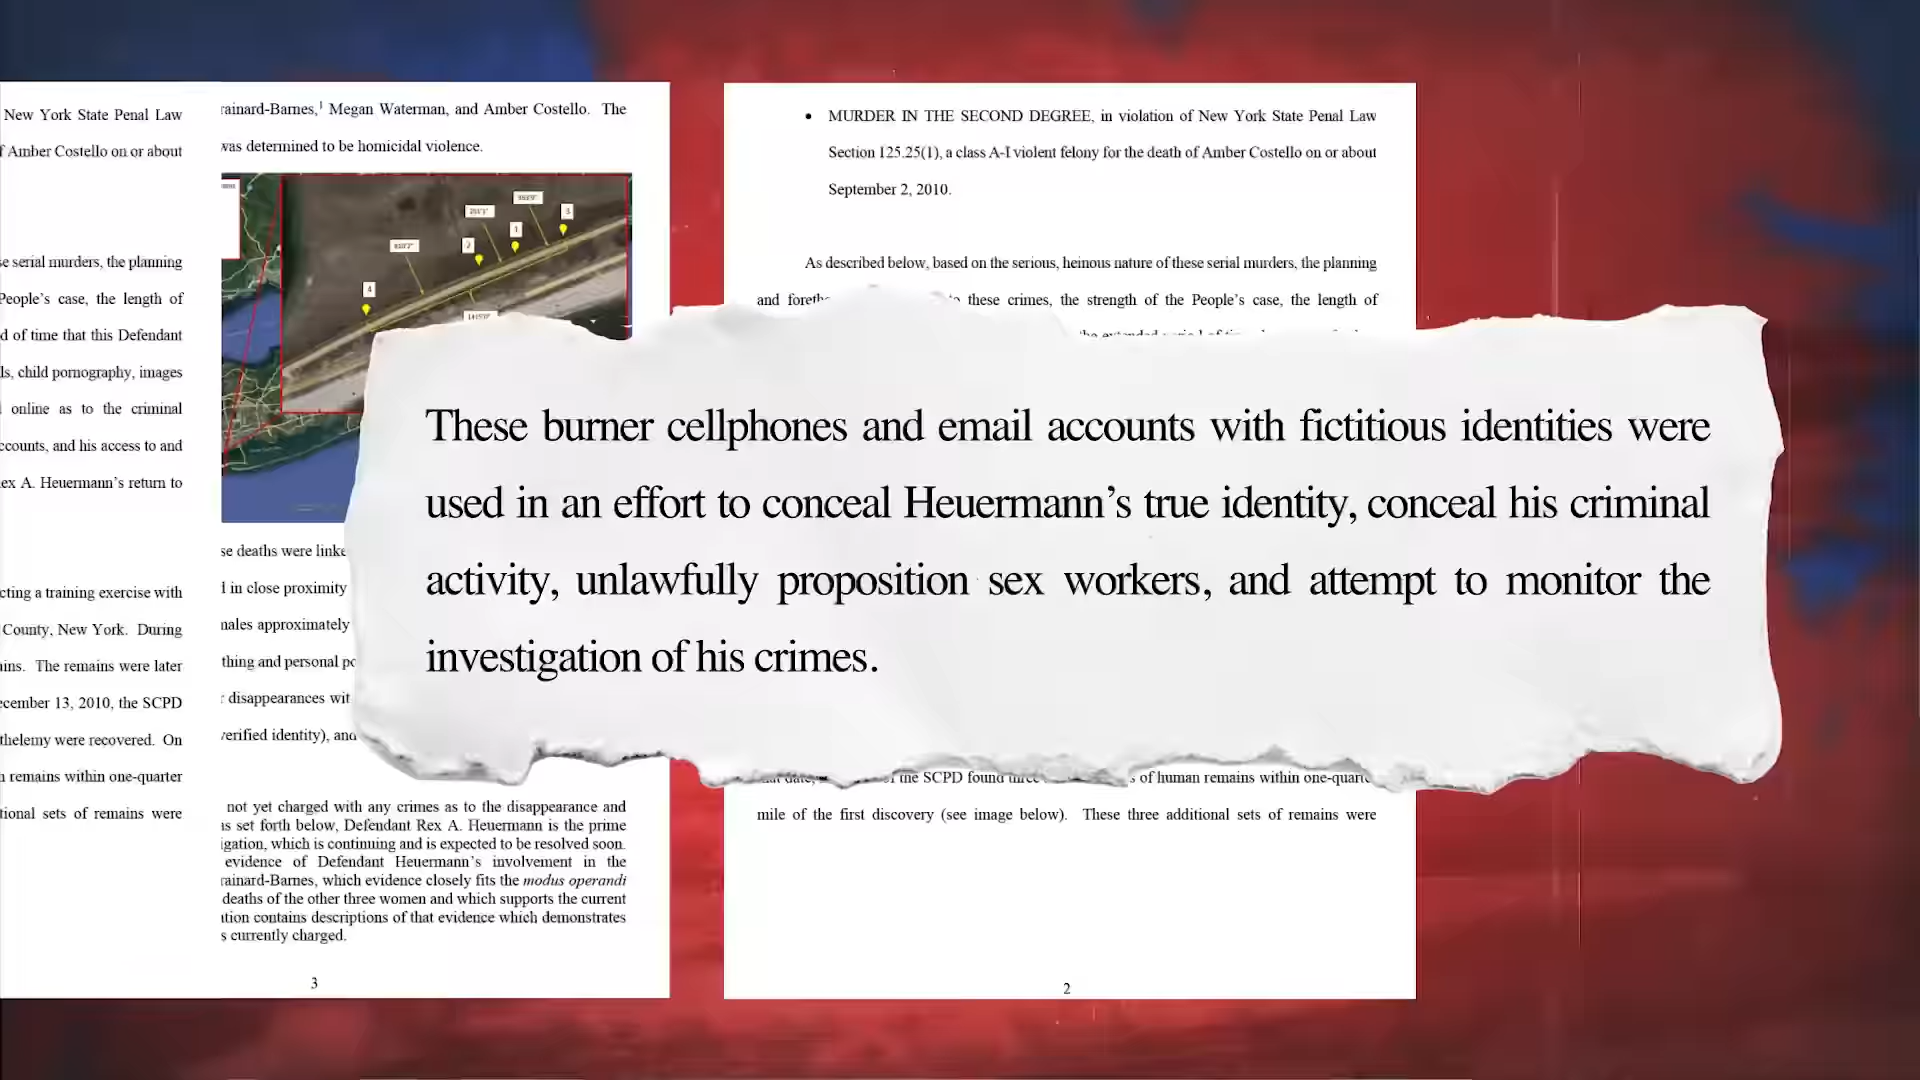 New York State Penal Law
f Amber Costello on or about
se serial murders, the planning
People's case, the length of
d of time that this Defendant
ls, child pornography, images
online as to the criminal
ccounts, and his access to and
ex A. Heuermann's return to
cting a training exercise with
County, New York. During
ins. The remains were later
ecember 13, 2010, the SCPD
thelemy were recovered. On
n remains within one-quarter
tional sets of remains were
rainard-Barnes,¹ Megan Waterman, and Amber Costello. The
was determined to be homicidal violence.
3
1
2
4
se deaths were linke
d in close proximity
nales approximately
thing and personal po
r disappearances wit
verified identity), and
not yet charged with any crimes as to the disappearance and
as set forth below, Defendant Rex A. Heuermann is the prime
igation, which is continuing and is expected to be resolved soon.
evidence of Defendant Heuermann's involvement in the
rainard-Barnes, which evidence closely fits the modus operandi
deaths of the other three women and which supports the current
ation contains descriptions of that evidence which demonstrates
s currently charged.
3
• MURDER IN THE SECOND DEGREE, in violation of New York State Penal Law
Section 125.25(1), a class A-I violent felony for the death of Amber Costello on or about
September 2, 2010.
As described below, based on the serious, heinous nature of these serial murders, the planning
and foreth these crimes, the strength of the People's case, the length of
These burner cellphones and email accounts with fictitious identities were
used in an effort to conceal Heuermann's true identity, conceal his criminal
activity, unlawfully proposition sex workers, and attempt to monitor the
investigation of his crimes.
the SCPD found three of human remains within one-quarte
mile of the first discovery (see image below). These three additional sets of remains were
2